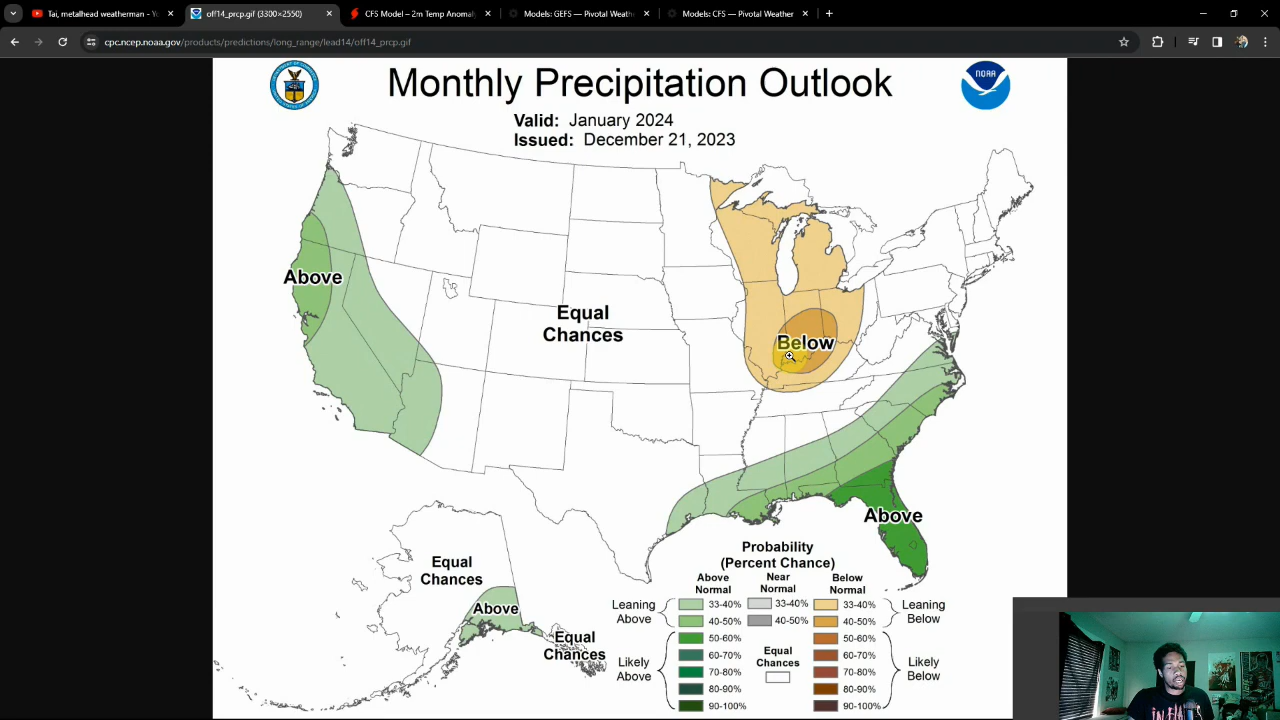 Tai, metalhead weatherman -
off14_prcp.gif (3300×2550)
CFS Model – 2m Temp Anomal
Models: GEFS — Pivotal Weath
Models: CFS — Pivotal Weather
cpc.ncep.noaa.gov/products/predictions/long_range/lead14/off14_prcp.gif
Monthly Precipitation Outlook
NOAA
Valid: January 2024
Issued: December 21, 2023
Above
Equal
Chances
Below
Above
Equal
Chances
Above
Equal
Chances
Probability
(Percent Chance)
Above
Normal
Near
Normal
Below
Normal
Leaning
Above
33-40%
33-40%
33-40%
Leaning
Below
40-50%
40-50%
40-50%
Likely
Above
50-60%
60-70%
70-80%
80-90%
90-100%
Equal
Chances
50-60%
60-70%
70-80%
80-90%
90-100%
Likely
Below